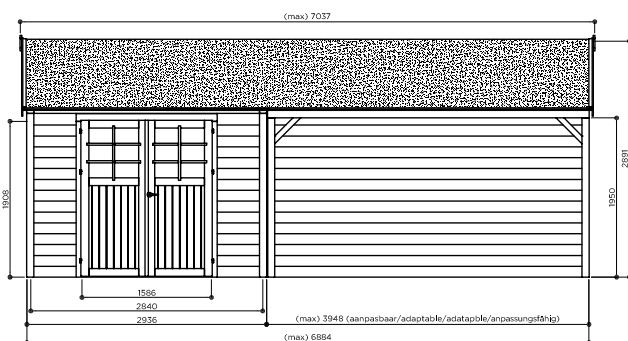 (max) 7037
1908
2891
1950
1586
2840
2936
(max) 3948 (aanpasbaar/adaptable/adatapble/anpassungsfähig)
(max) 6884